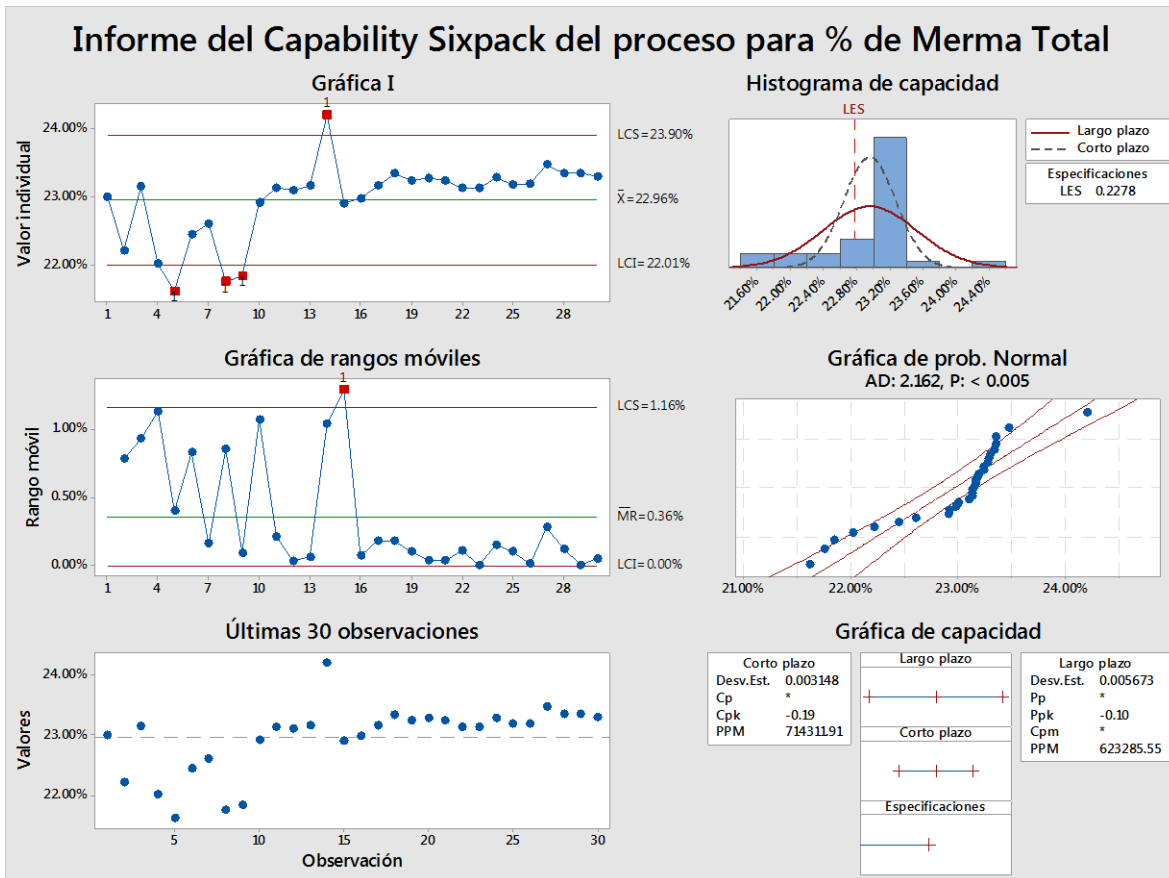 Informe del Capability Sixpack del proceso para % de Merma Total
Gráfica I
Valor individual
24.00%
23.00%
22.00%
1
1
1
1
LCS=23.90%
X̅=22.96%
LCI=22.01%
1 4 7 10 13 16 19 22 25 28
Histograma de capacidad
LES
21.60% 22.00% 22.40% 22.80% 23.20% 23.60% 24.00% 24.40%
Largo plazo
Corto plazo
Especificaciones
LES 0.2278
Gráfica de rangos móviles
Rango móvil
1.00%
0.50%
0.00%
1
LCS=1.16%
M̅R̅=0.36%
LCI=0.00%
1 4 7 10 13 16 19 22 25 28
Gráfica de prob. Normal
AD: 2.162, P: < 0.005
21.00% 22.00% 23.00% 24.00%
Últimas 30 observaciones
Valores
24.00%
23.00%
22.00%
5 10 15 20 25 30
Observación
Gráfica de capacidad
Corto plazo
Desv.Est. 0.003148
Cp *
Cpk -0.19
PPM 714311.91
Largo plazo
Corto plazo
Especificaciones
Largo plazo
Desv.Est. 0.005673
Pp *
Ppk -0.10
Cpm *
PPM 623285.55